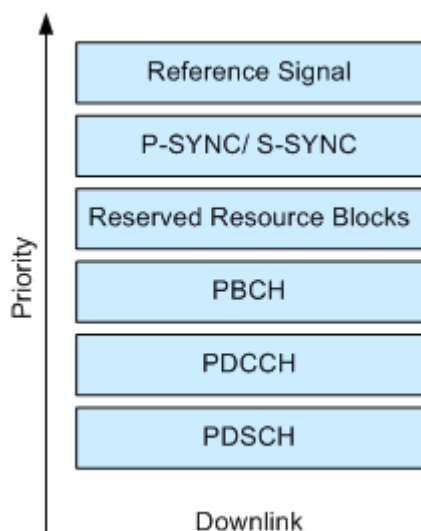 Reference Signal
P-SYNC/ S-SYNC
Reserved Resource Blocks
PBCH
PDCCH
PDSCH
Priority
Downlink